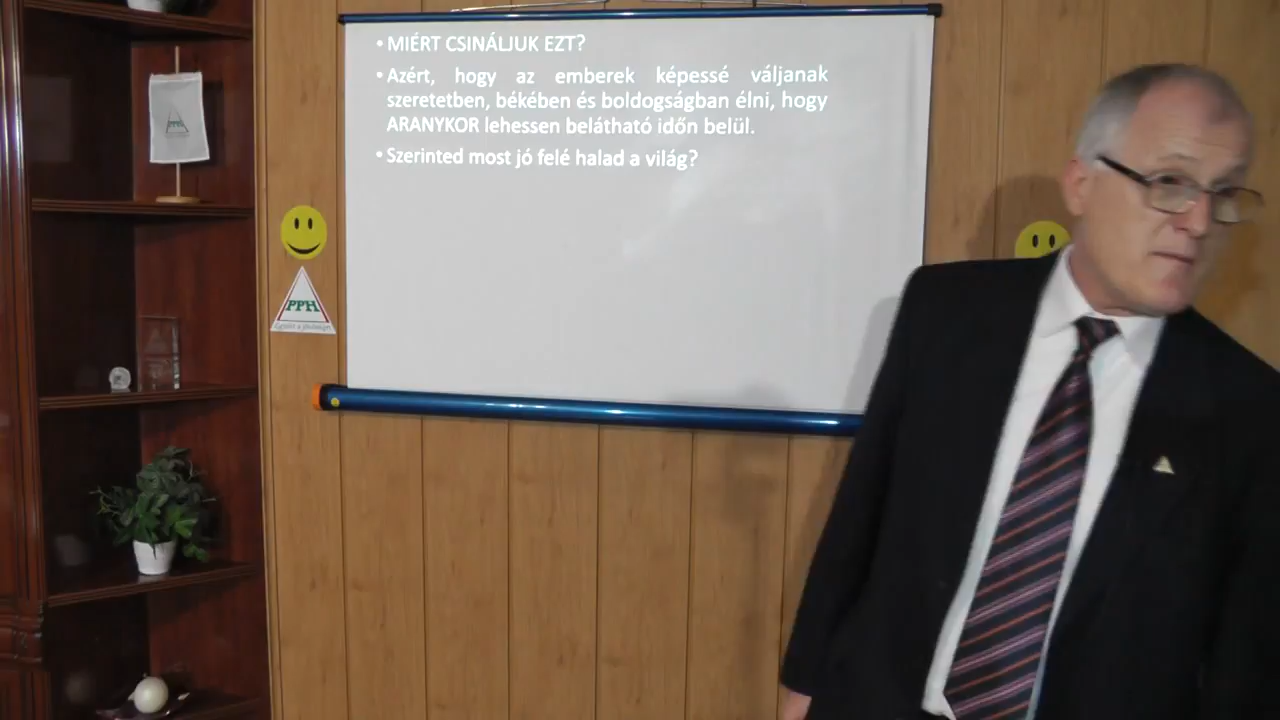 • MIÉRT CSINÁLJUK EZT?
• Azért, hogy az emberek képessé váljanak
szeretetben, békében és boldogságban élni, hogy
ARANYKOR lehessen belátható időn belül.
• Szerinted most jó felé halad a világ?
PPH